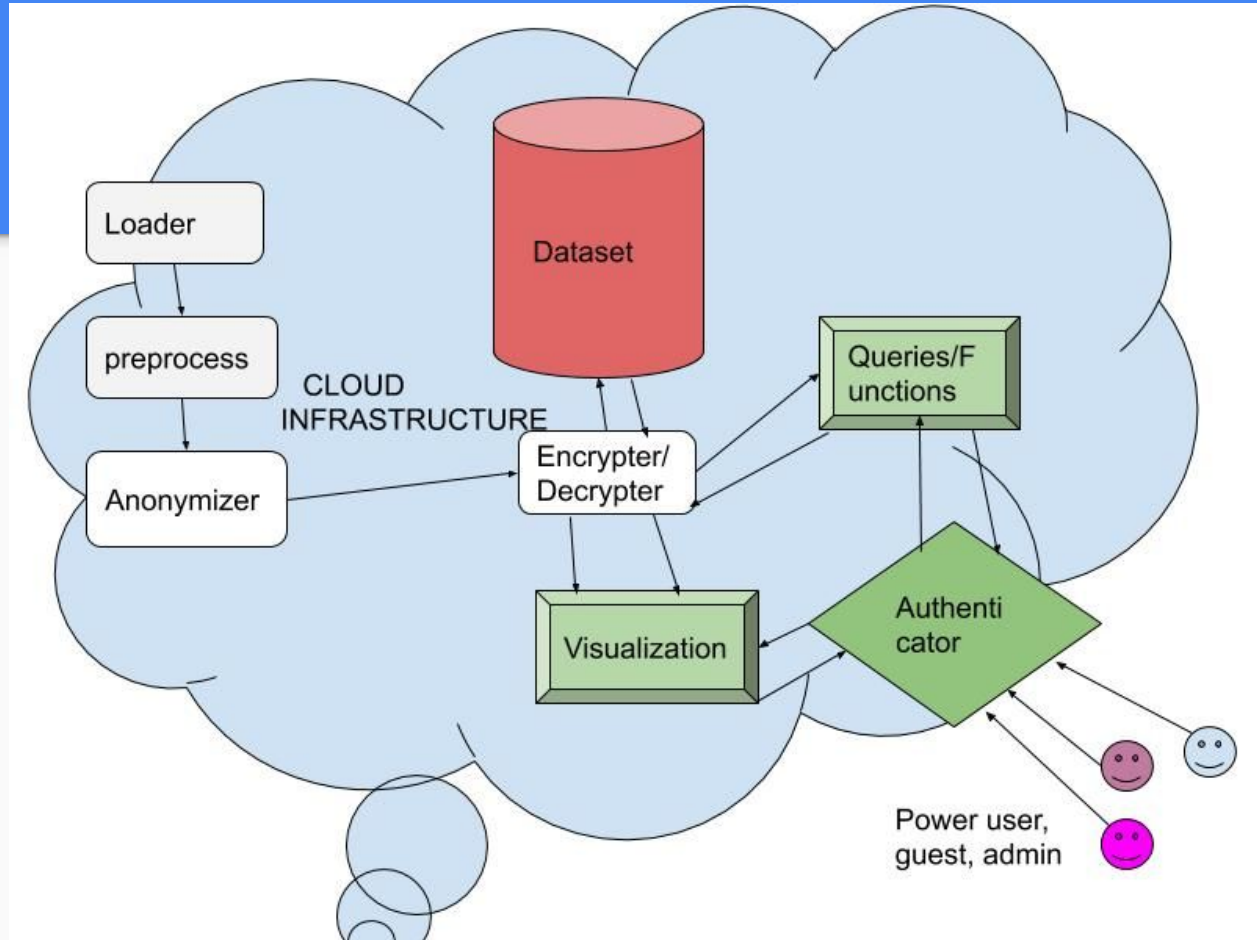 Loader
preprocess
Anonymizer
CLOUD
INFRASTRUCTURE
Dataset
Encrypter/
Decrypter
Queries/F
unctions
Visualization
Authenti
cator
Power user,
guest, admin